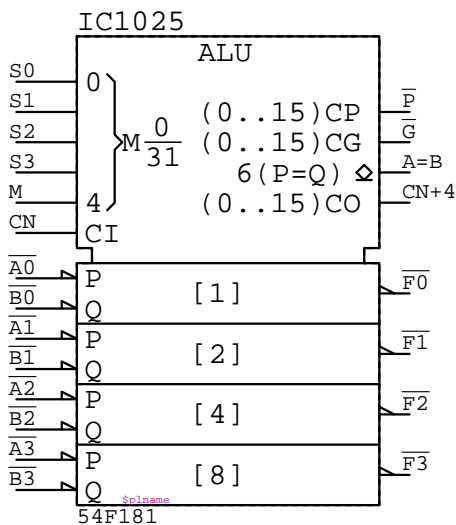 IC1025
ALU
S0
0
S1
S2
S3
M
4
CN
CI
M 0/31
(0..15)CP
P
(0..15)CG
G
6(P=Q)
A=B
(0..15)CO
CN+4
A0
P
B0
Q
[1]
F0
A1
P
B1
Q
[2]
F1
A2
P
B2
Q
[4]
F2
A3
P
B3
Q
[8]
F3
$plname
54F181